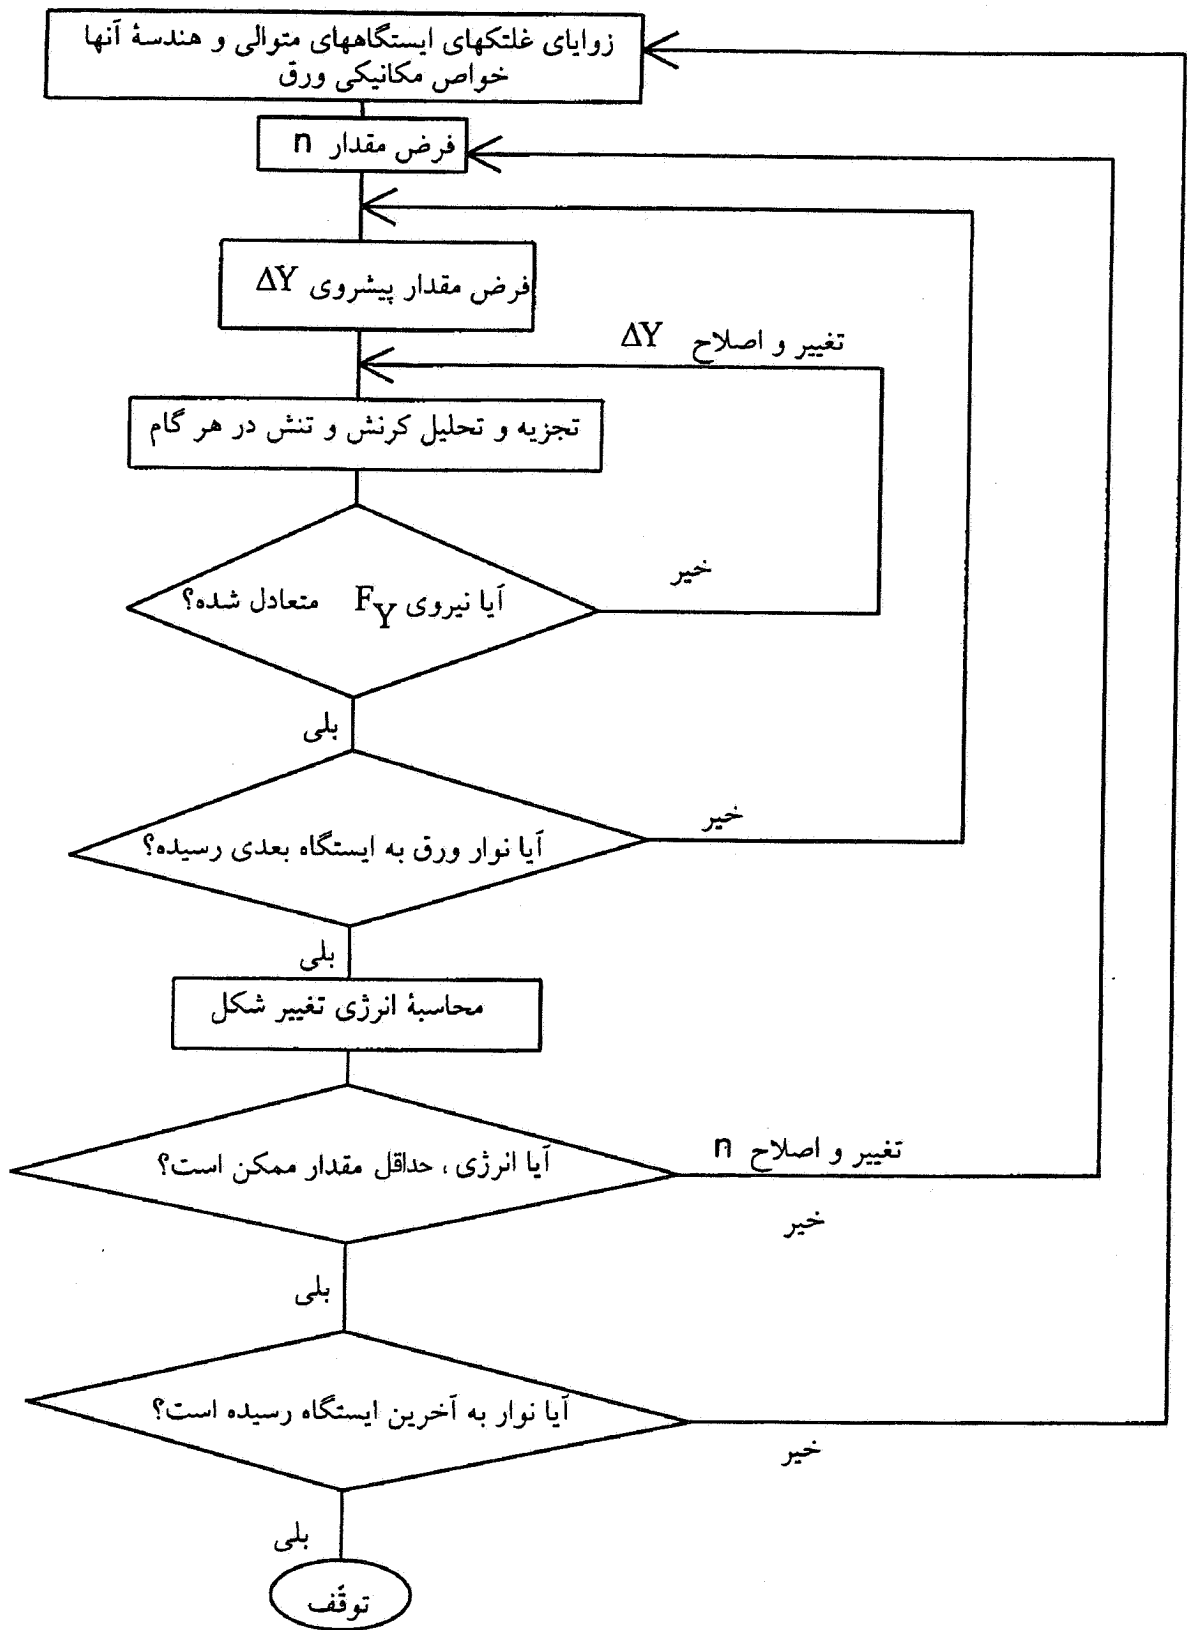 زوایای غلتکهای ایستگاههای متوالی و هندسهٔ آنها
خواص مکانیکی ورق
فرض مقدار n
فرض مقدار پیشروی ΔY
تغییر و اصلاح ΔY
تجزیه و تحلیل کرنش و تنش در هر گام
آیا نیروی F_Y متعادل شده؟
خیر
بلی
آیا نوار ورق به ایستگاه بعدی رسیده؟
خیر
بلی
محاسبهٔ انرژی تغییر شکل
آیا انرژی ، حداقل مقدار ممکن است؟
تغییر و اصلاح n
خیر
بلی
آیا نوار به آخرین ایستگاه رسیده است؟
خیر
بلی
توقّف